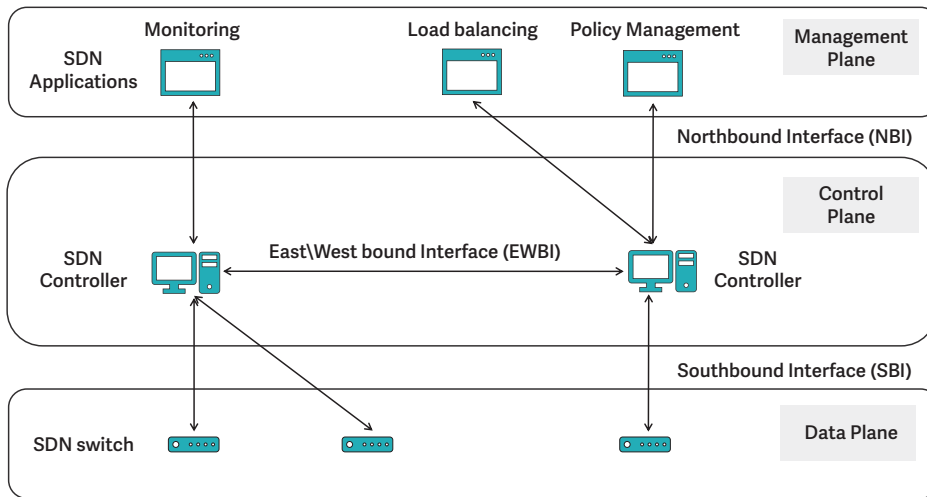 Monitoring
Load balancing
Policy Management
SDN
Applications
Management
Plane
Northbound Interface (NBI)
Control
Plane
SDN
Controller
East\West bound Interface (EWBI)
SDN
Controller
Southbound Interface (SBI)
SDN switch
Data Plane